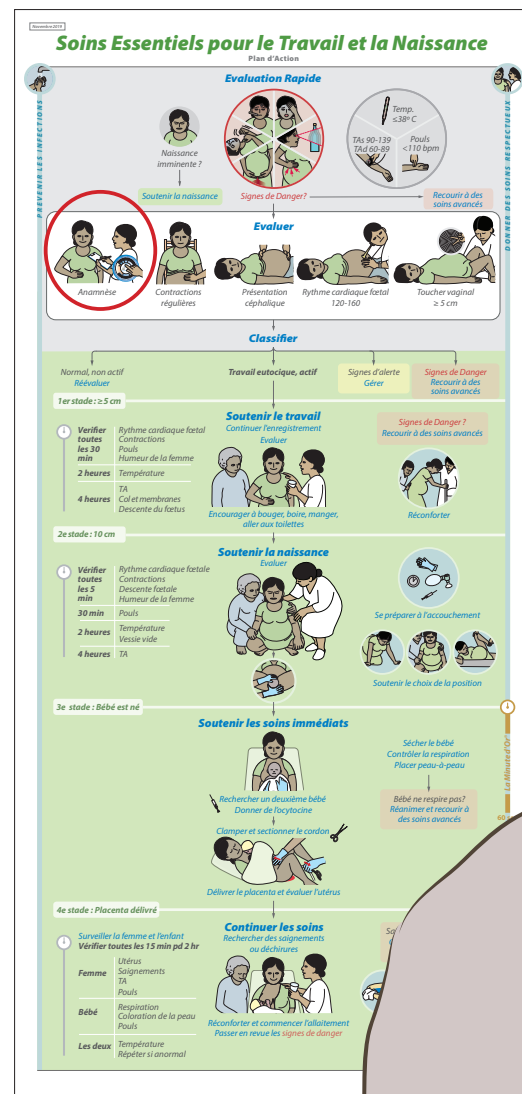 Novembre 2019
Soins Essentiels pour le Travail et la Naissance
Plan d'Action
PREVENIR LES INFECTIONS
DONNER DES SOINS RESPECTUEUX
Evaluation Rapide
Naissance
imminente ?
Soutenir la naissance
Signes de Danger?
Temp.
≤38º C
TAs 90-139
TAd 60-89
Pouls
<110 bpm
Recourir à des
soins avancés
Evaluer
Anamnèse
Contractions
régulières
Présentation
céphalique
Rythme cardiaque fœtal
120-160
Toucher vaginal
≥ 5 cm
Classifier
Normal, non actif
Réévaluer
Travail eutocique, actif
Signes d'alerte
Gérer
Signes de Danger
Recourir à des
soins avancés
1er stade : ≥ 5 cm
Soutenir le travail
Continuer l'enregistrement
Evaluer
Verifier
toutes
les 30
min
Rythme cardiaque fœtal
Contractions
Pouls
Humeur de la femme
2 heures
Température
4 heures
TA
Col et membranes
Descente du fœtus
Encourager à bouger, boire, manger,
aller aux toilettes
Signes de Danger ?
Recourir à des soins avancés
Réconforter
2e stade : 10 cm
Soutenir la naissance
Evaluer
Vérifier
toutes
les 5
min
Rythme cardiaque fœtale
Contractions
Descente fœtale
Humeur de la femme
30 min
Pouls
2 heures
Température
Vessie vide
4 heures
TA
Se préparer à l'accouchement
Soutenir le choix de la position
3e stade : Bébé est né
Soutenir les soins immédiats
Rechercher un deuxième bébé
Donner de l'ocytocine
Clamper et sectionner le cordon
Délivrer le placenta et évaluer l'utérus
Sécher le bébé
Contrôler la respiration
Placer peau-à-peau
Bébé ne respire pas?
Réanimer et recourir à
des soins avancés
La Minute d'Or
60
4e stade : Placenta délivré
Continuer les soins
Rechercher des saignements
ou déchirures
Surveiller la femme et l'enfant
Vérifier toutes les 15 min pd 2 hr
Femme
Utérus
Saignements
TA
Pouls
Bébé
Respiration
Coloration de la peau
Pouls
Les deux
Température
Répéter si anormal
Réconforter et commencer l'allaitement
Passer en revue les signes de danger